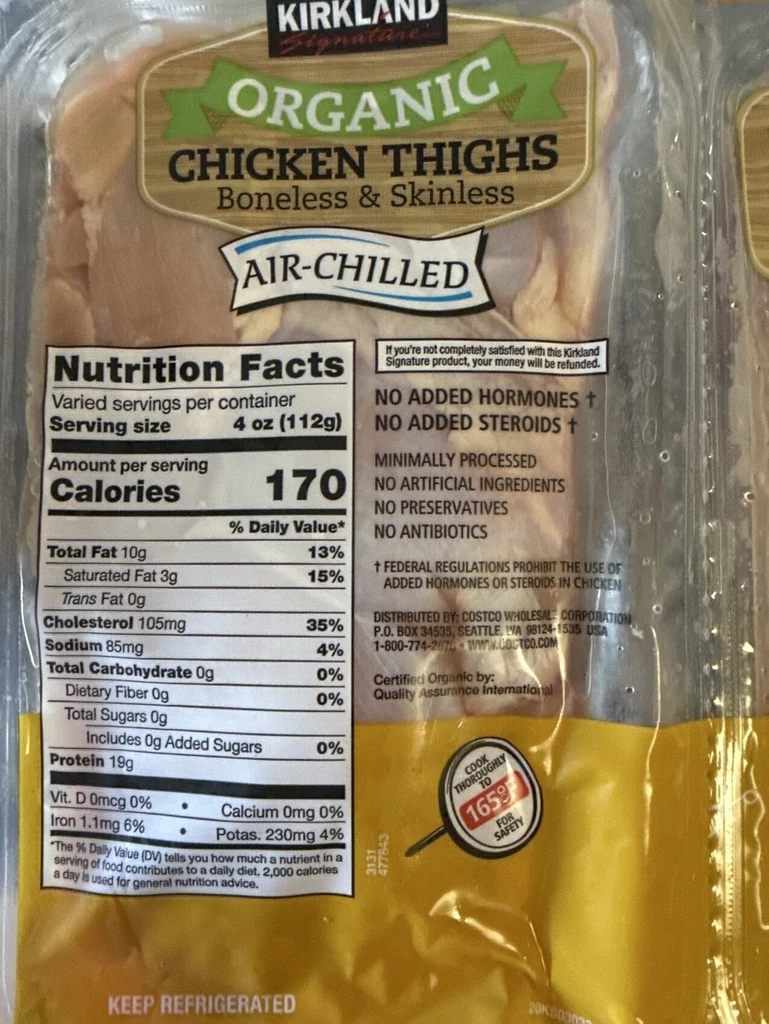 KIRKLAND
Signature
ORGANIC
CHICKEN THIGHS
Boneless & Skinless
AIR-CHILLED
Nutrition Facts
Varied servings per container
Serving size 4 oz (112g)
Amount per serving
Calories 170
% Daily Value*
Total Fat 10g 13%
Saturated Fat 3g 15%
Trans Fat 0g
Cholesterol 105mg 35%
Sodium 85mg 4%
Total Carbohydrate 0g 0%
Dietary Fiber 0g 0%
Total Sugars 0g
Includes 0g Added Sugars 0%
Protein 19g
Vit. D 0mcg 0% • Calcium 0mg 0%
Iron 1.1mg 6% • Potas. 230mg 4%
*The % Daily Value (DV) tells you how much a nutrient in a
serving of food contributes to a daily diet. 2,000 calories
a day is used for general nutrition advice.
If you're not completely satisfied with this Kirkland
Signature product, your money will be refunded.
NO ADDED HORMONES †
NO ADDED STEROIDS †
MINIMALLY PROCESSED
NO ARTIFICIAL INGREDIENTS
NO PRESERVATIVES
NO ANTIBIOTICS
† FEDERAL REGULATIONS PROHIBIT THE USE OF
ADDED HORMONES OR STEROIDS IN CHICKEN
DISTRIBUTED BY: COSTCO WHOLESALE CORPORATION
P.O. BOX 34535, SEATTLE, WA 98124-1535 USA
1-800-774-2678 • WWW.COSTCO.COM
Certified Organic by:
Quality Assurance International
COOK
THOROUGHLY
TO
165°F
FOR
SAFETY
3131
477643
KEEP REFRIGERATED